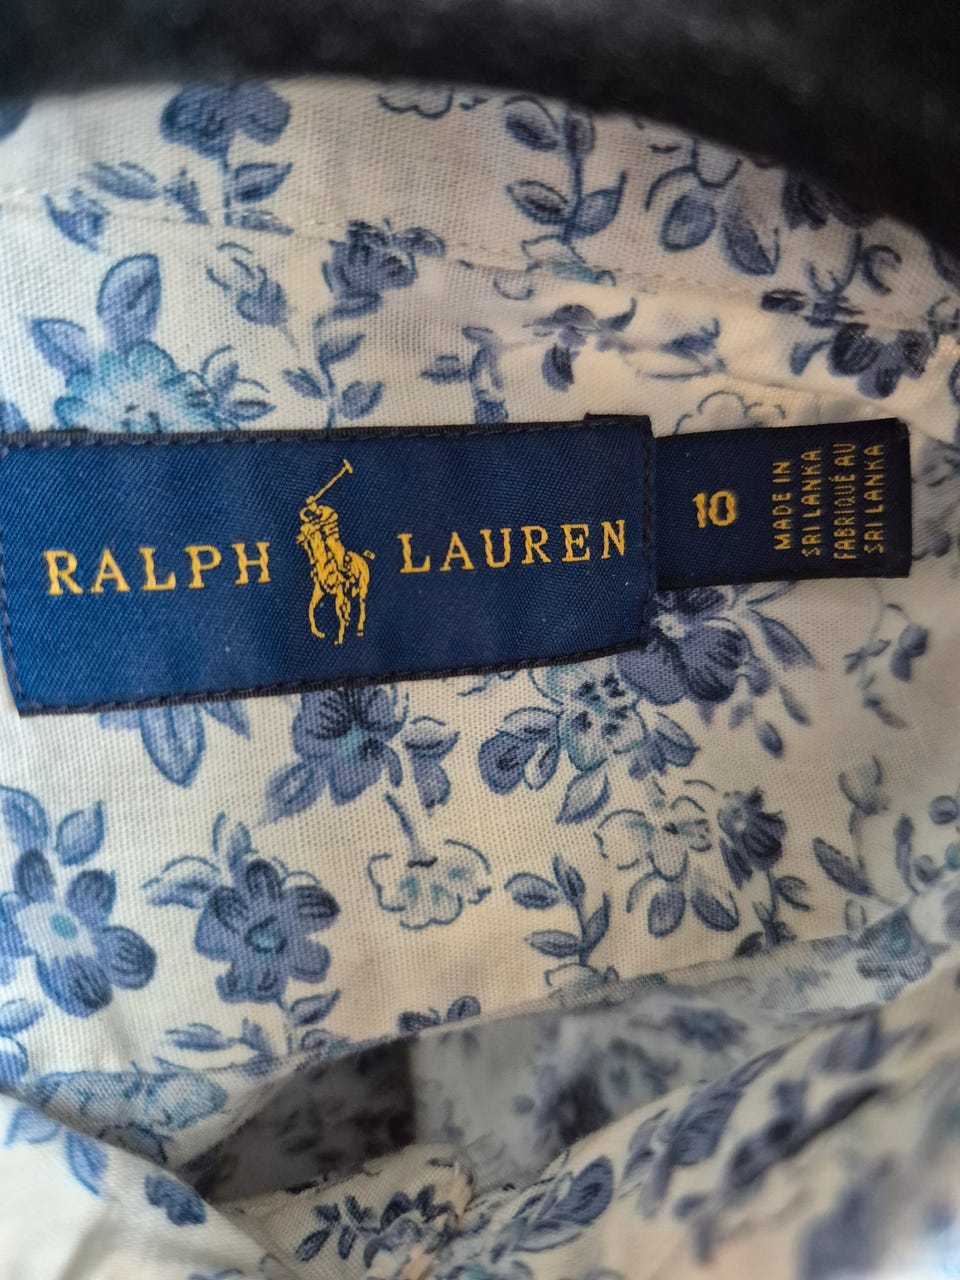 RALPH LAUREN
10
MADE IN
SRI LANKA
FABRIQUÉ AU
SRI LANKA